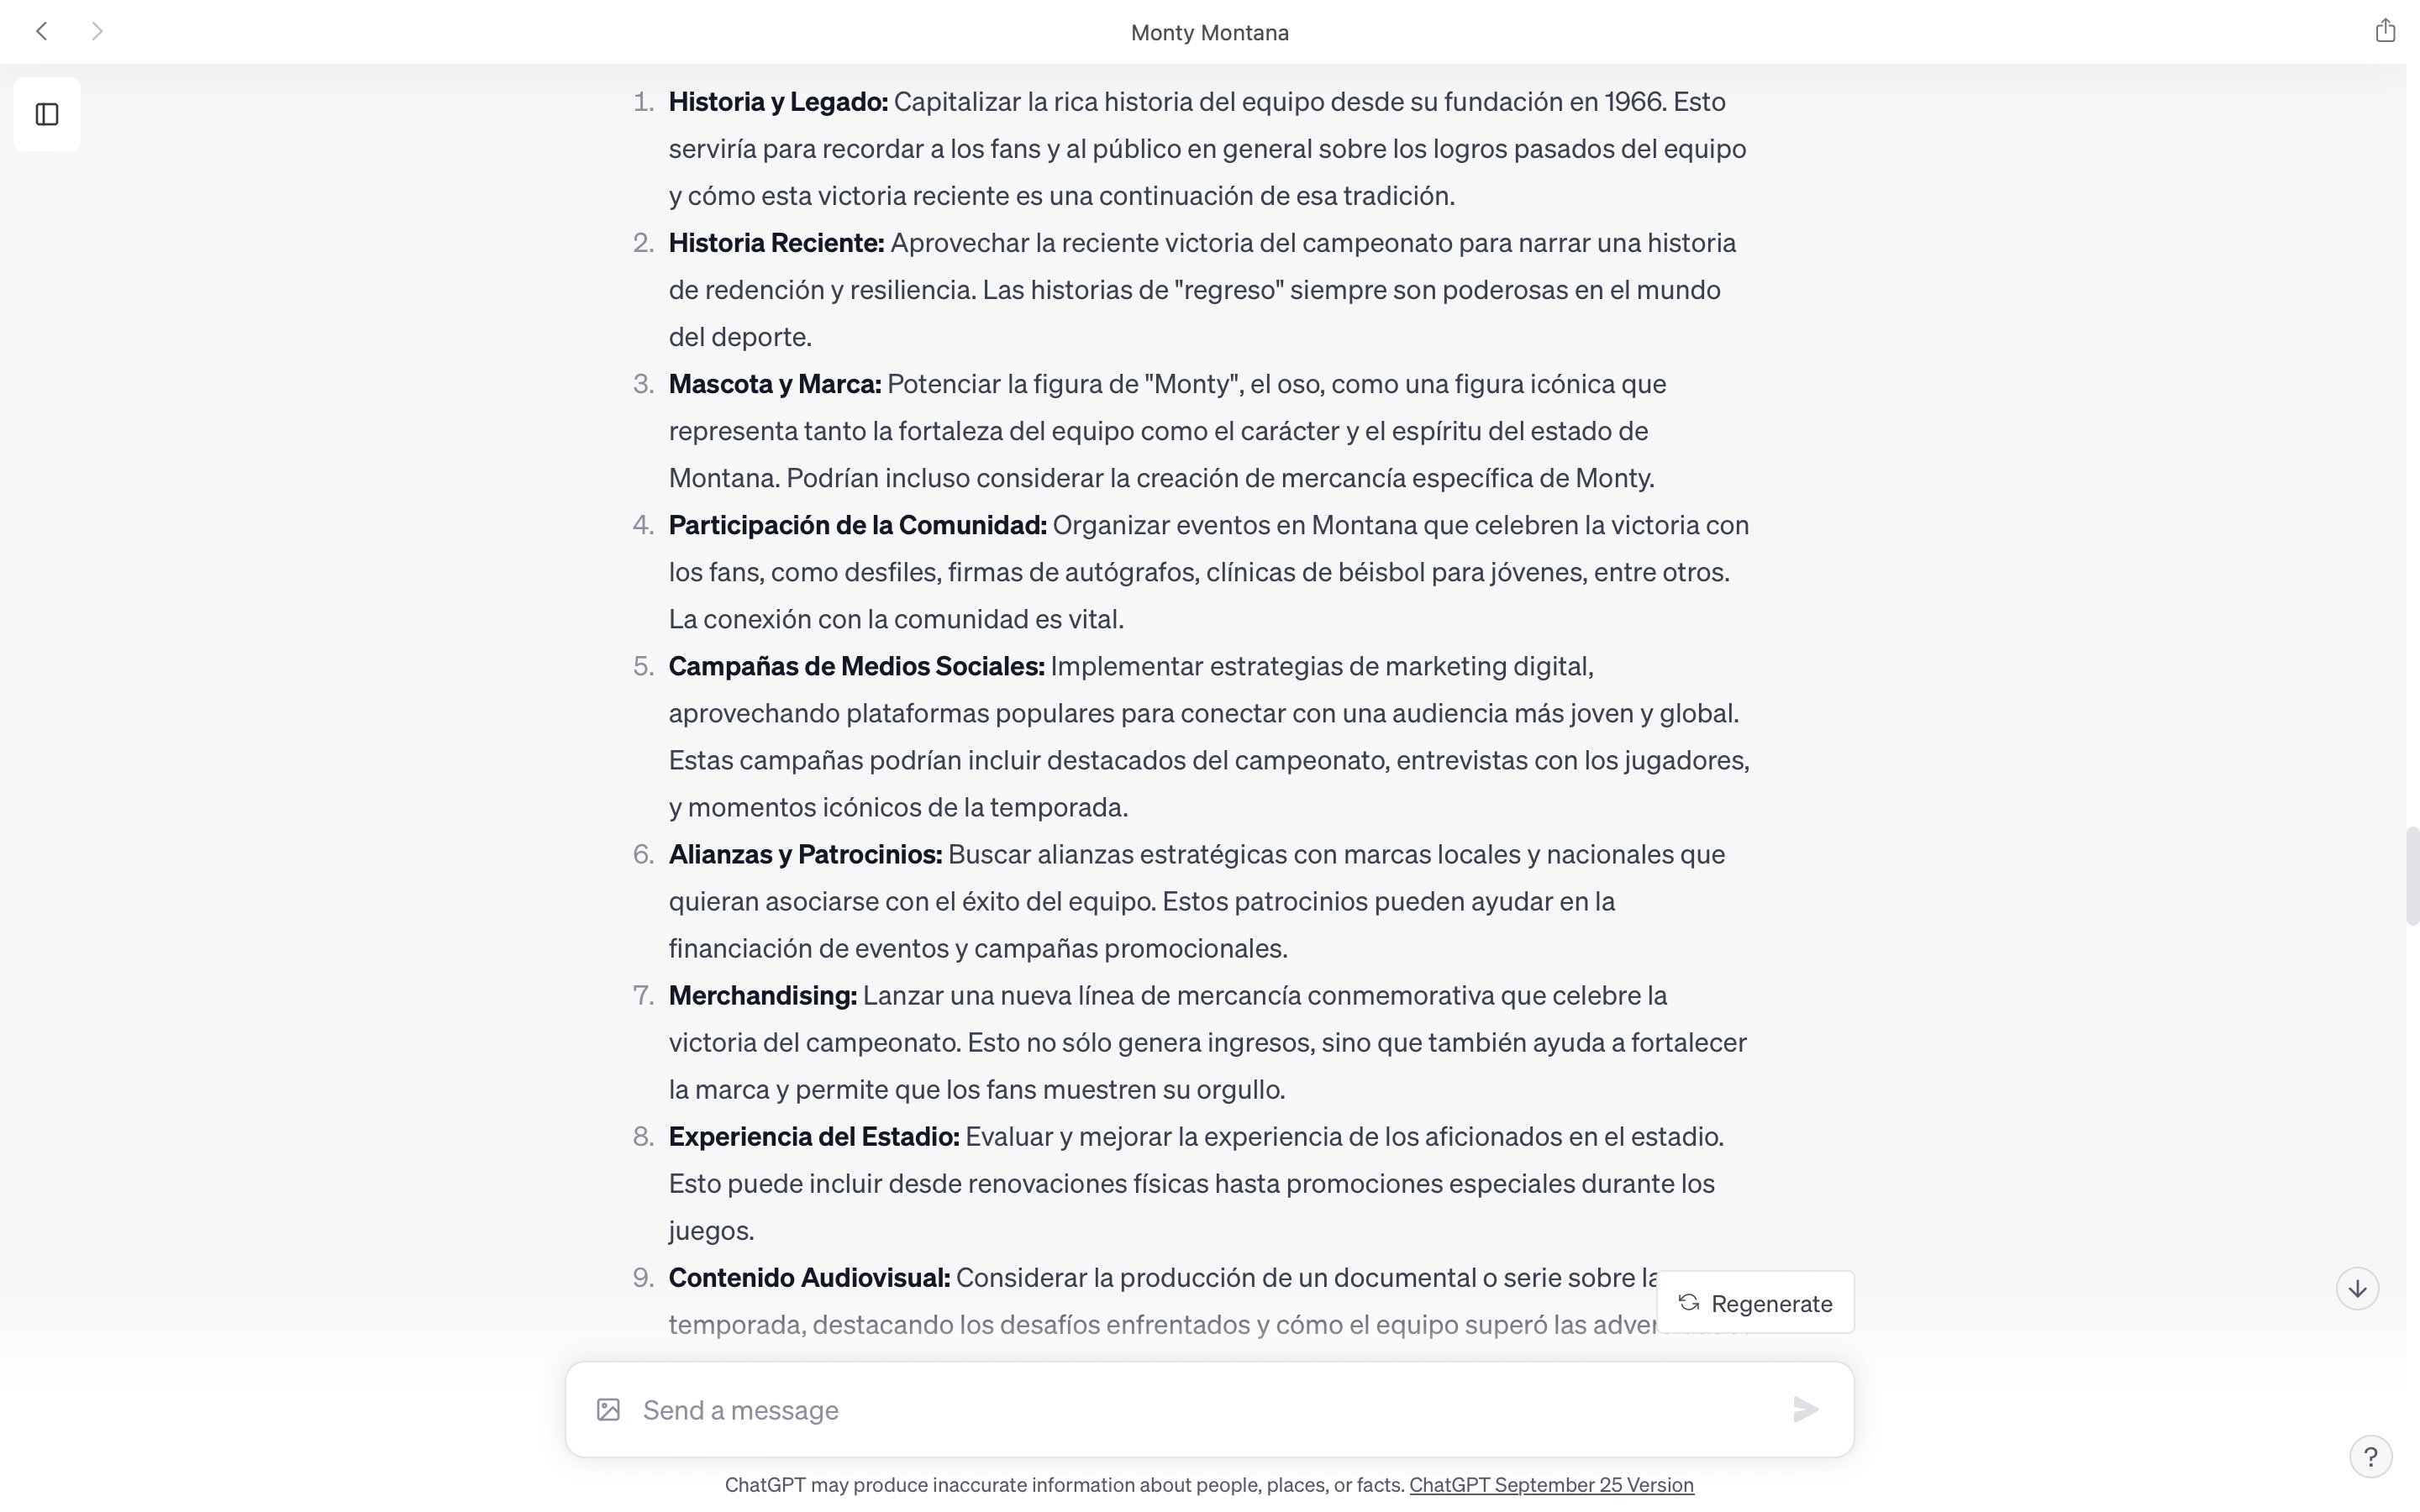 Monty Montana
1. Historia y Legado: Capitalizar la rica historia del equipo desde su fundación en 1966. Esto
serviría para recordar a los fans y al público en general sobre los logros pasados del equipo
y cómo esta victoria reciente es una continuación de esa tradición.
2. Historia Reciente: Aprovechar la reciente victoria del campeonato para narrar una historia
de redención y resiliencia. Las historias de "regreso" siempre son poderosas en el mundo
del deporte.
3. Mascota y Marca: Potenciar la figura de "Monty", el oso, como una figura icónica que
representa tanto la fortaleza del equipo como el carácter y el espíritu del estado de
Montana. Podrían incluso considerar la creación de mercancía específica de Monty.
4. Participación de la Comunidad: Organizar eventos en Montana que celebren la victoria con
los fans, como desfiles, firmas de autógrafos, clínicas de béisbol para jóvenes, entre otros.
La conexión con la comunidad es vital.
5. Campañas de Medios Sociales: Implementar estrategias de marketing digital,
aprovechando plataformas populares para conectar con una audiencia más joven y global.
Estas campañas podrían incluir destacados del campeonato, entrevistas con los jugadores,
y momentos icónicos de la temporada.
6. Alianzas y Patrocinios: Buscar alianzas estratégicas con marcas locales y nacionales que
quieran asociarse con el éxito del equipo. Estos patrocinios pueden ayudar en la
financiación de eventos y campañas promocionales.
7. Merchandising: Lanzar una nueva línea de mercancía conmemorativa que celebre la
victoria del campeonato. Esto no sólo genera ingresos, sino que también ayuda a fortalecer
la marca y permite que los fans muestren su orgullo.
8. Experiencia del Estadio: Evaluar y mejorar la experiencia de los aficionados en el estadio.
Esto puede incluir desde renovaciones físicas hasta promociones especiales durante los
juegos.
9. Contenido Audiovisual: Considerar la producción de un documental o serie sobre la
temporada, destacando los desafíos enfrentados y cómo el equipo superó las
Regenerate
Send a message
?
ChatGPT may produce inaccurate information about people, places, or facts. ChatGPT September 25 Version